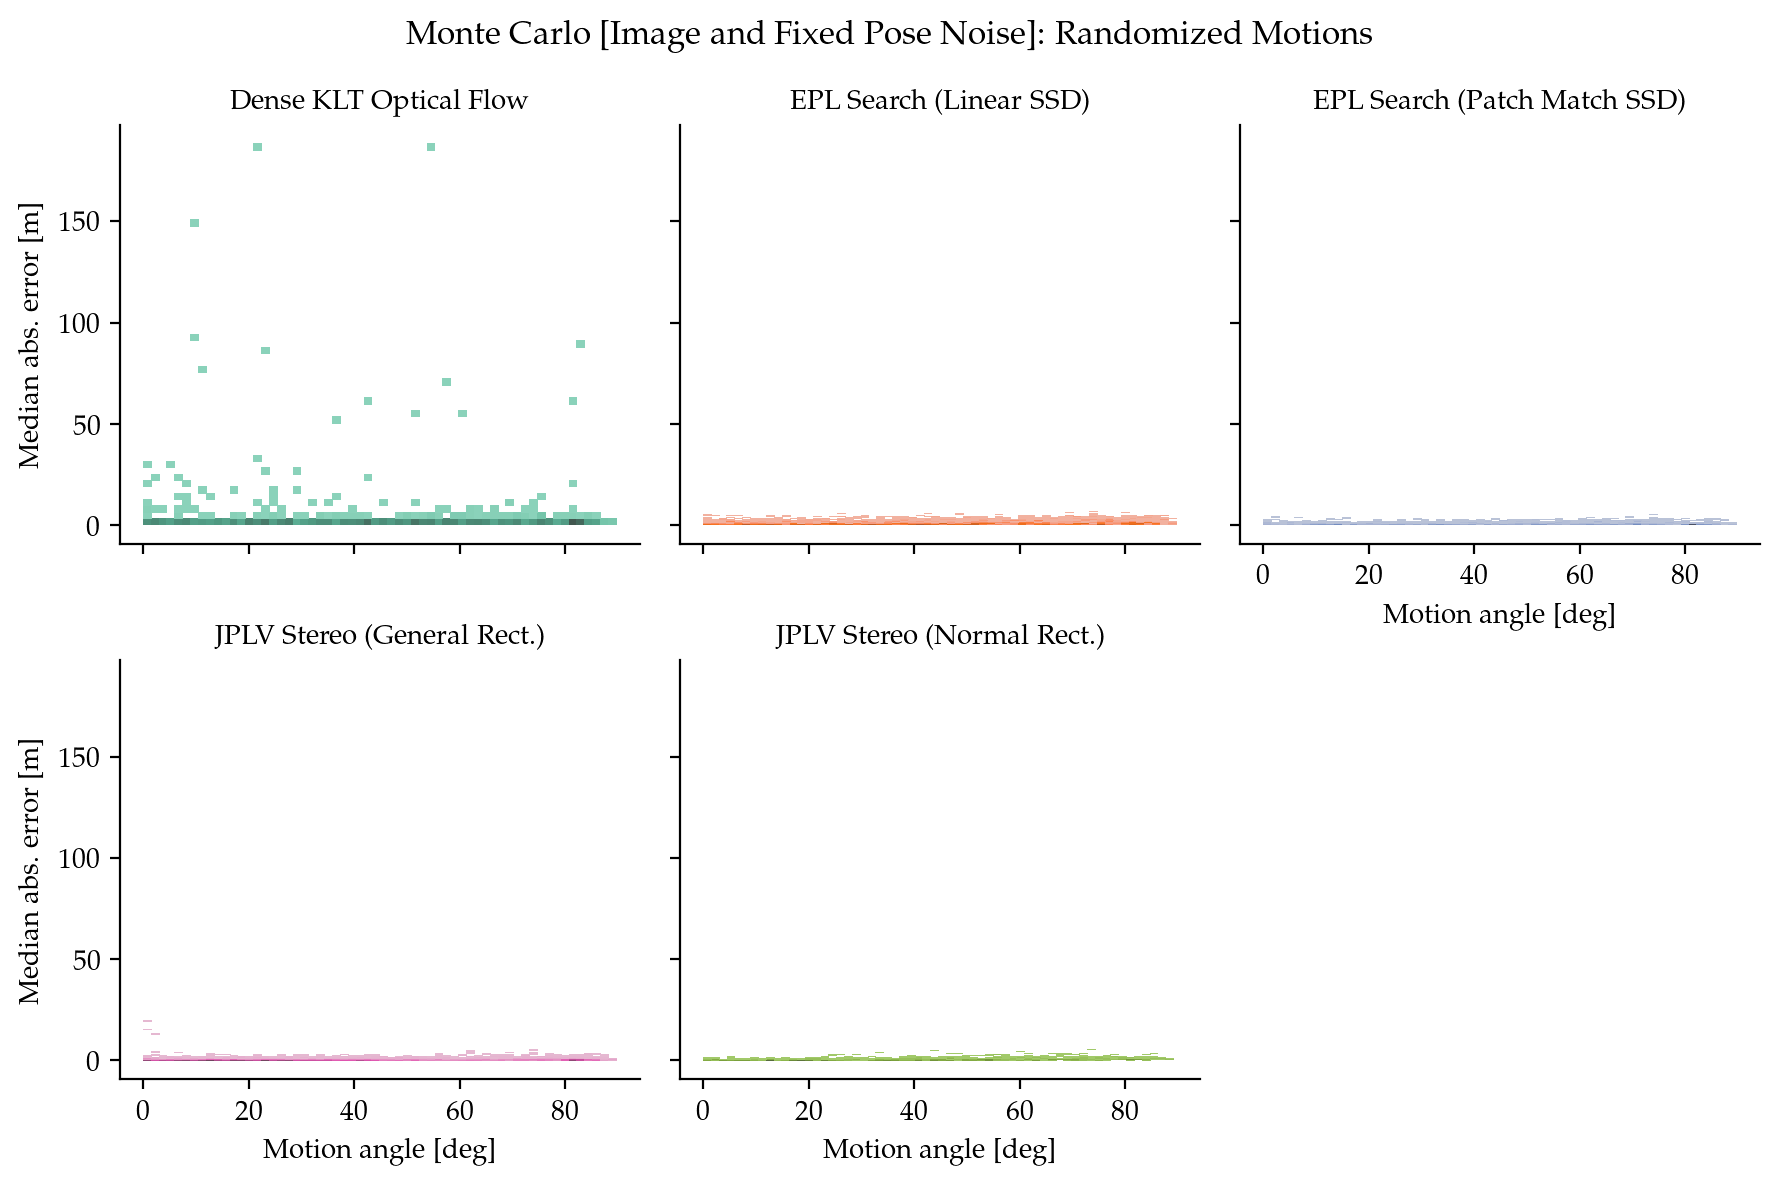 Monte Carlo [Image and Fixed Pose Noise]: Randomized Motions
Dense KLT Optical Flow
EPL Search (Linear SSD)
EPL Search (Patch Match SSD)
Median abs. error [m]
150
100
50
0
0 20 40 60 80
Motion angle [deg]
JPLV Stereo (General Rect.)
JPLV Stereo (Normal Rect.)
Median abs. error [m]
150
100
50
0
0 20 40 60 80
Motion angle [deg]
0 20 40 60 80
Motion angle [deg]